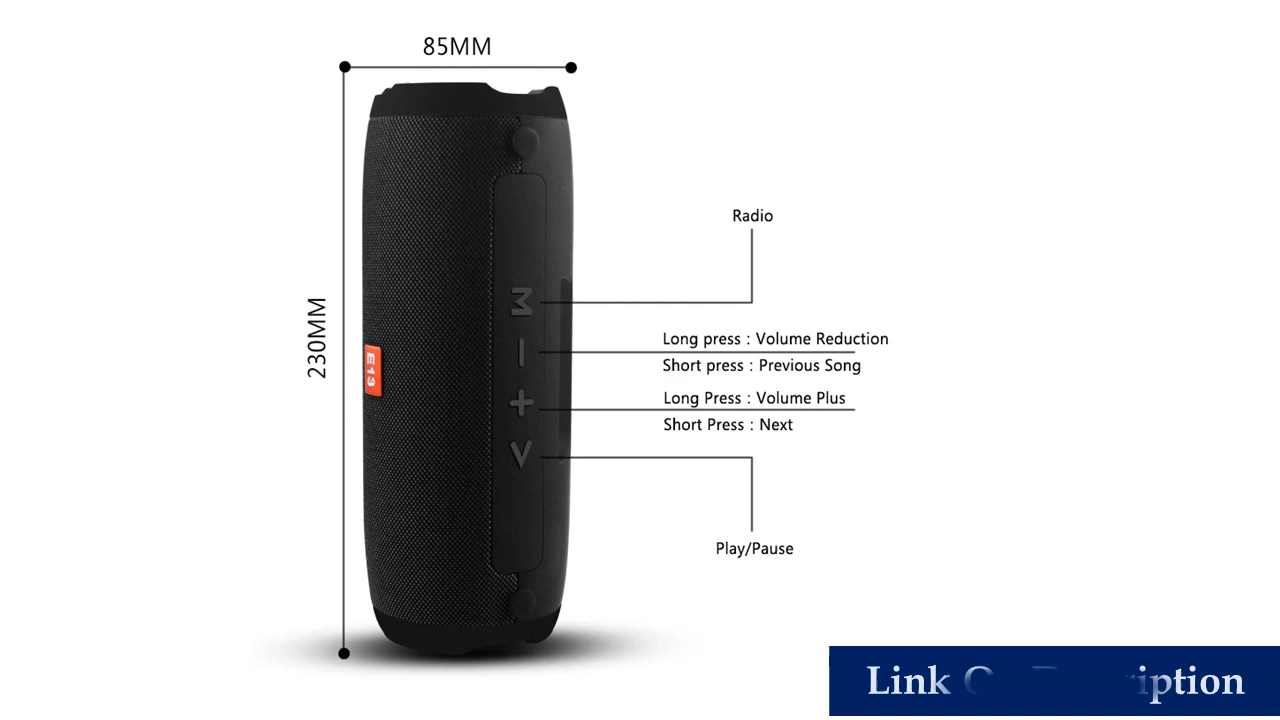 85MM
230MM
Radio
M
Long press : Volume Reduction
Short press : Previous Song
E13
Long Press : Volume Plus
Short Press : Next
Play/Pause
Link